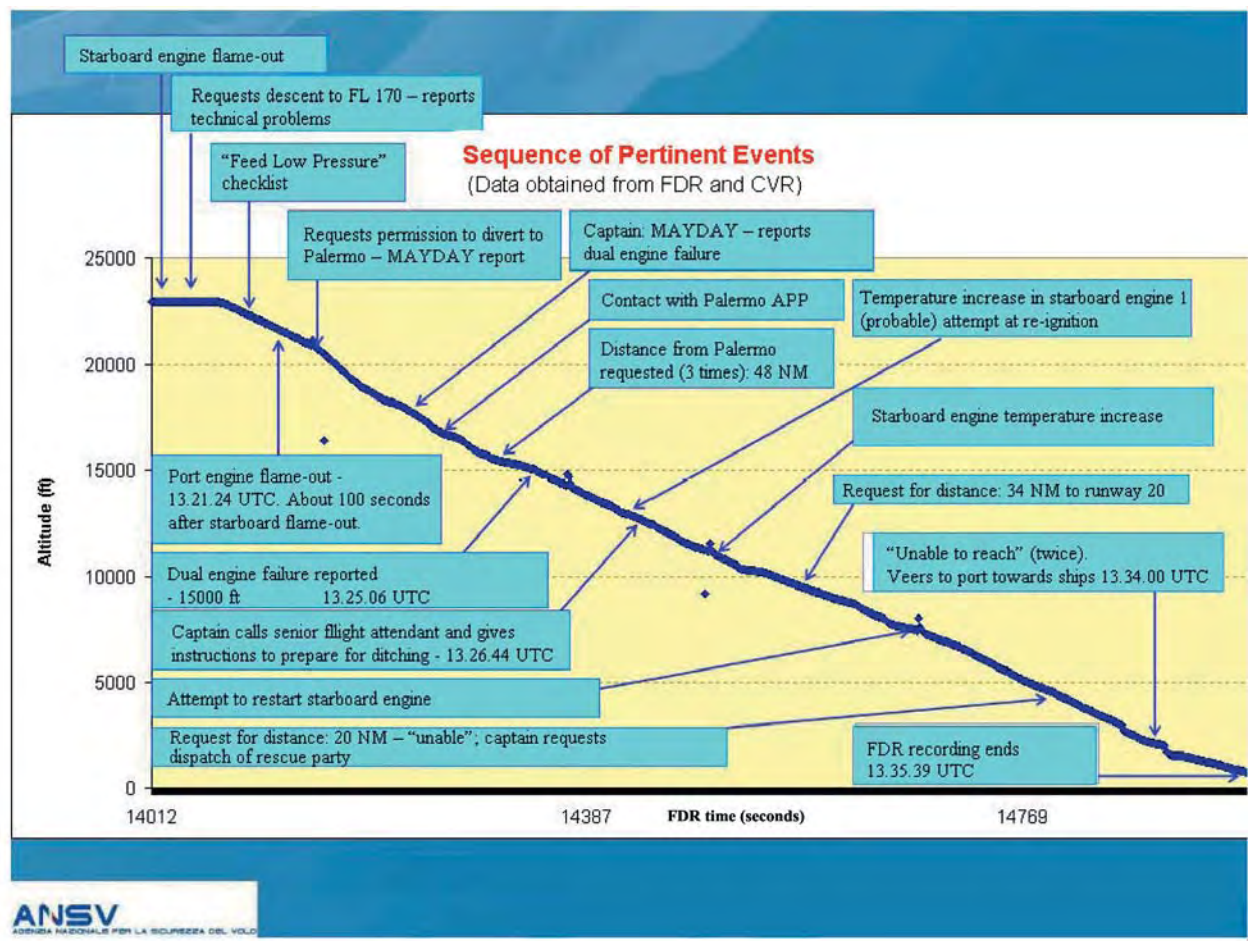 Starboard engine flame-out
Requests descent to FL 170 – reports
technical problems
“Feed Low Pressure”
checklist
Sequence of Pertinent Events
(Data obtained from FDR and CVR)
Requests permission to divert to
Palermo – MAYDAY report
Captain: MAYDAY – reports
dual engine failure
Contact with Palermo APP
Temperature increase in starboard engine 1
(probable) attempt at re-ignition
Distance from Palermo
requested (3 times): 48 NM
Starboard engine temperature increase
Port engine flame-out -
13.21.24 UTC. About 100 seconds
after starboard flame-out.
Request for distance: 34 NM to runway 20
“Unable to reach” (twice).
Veers to port towards ships 13.34.00 UTC
Dual engine failure reported
- 15000 ft 13.25.06 UTC
Captain calls senior fllight attendant and gives
instructions to prepare for ditching - 13.26.44 UTC
Attempt to restart starboard engine
Request for distance: 20 NM – “unable”; captain requests
dispatch of rescue party
FDR recording ends
13.35.39 UTC
Altitude (ft)
25000
20000
15000
10000
5000
0
14012
14387
FDR time (seconds)
14769
ANSV
AGENZIA NAZIONALE PER LA SICUREZZA DEL VOLO